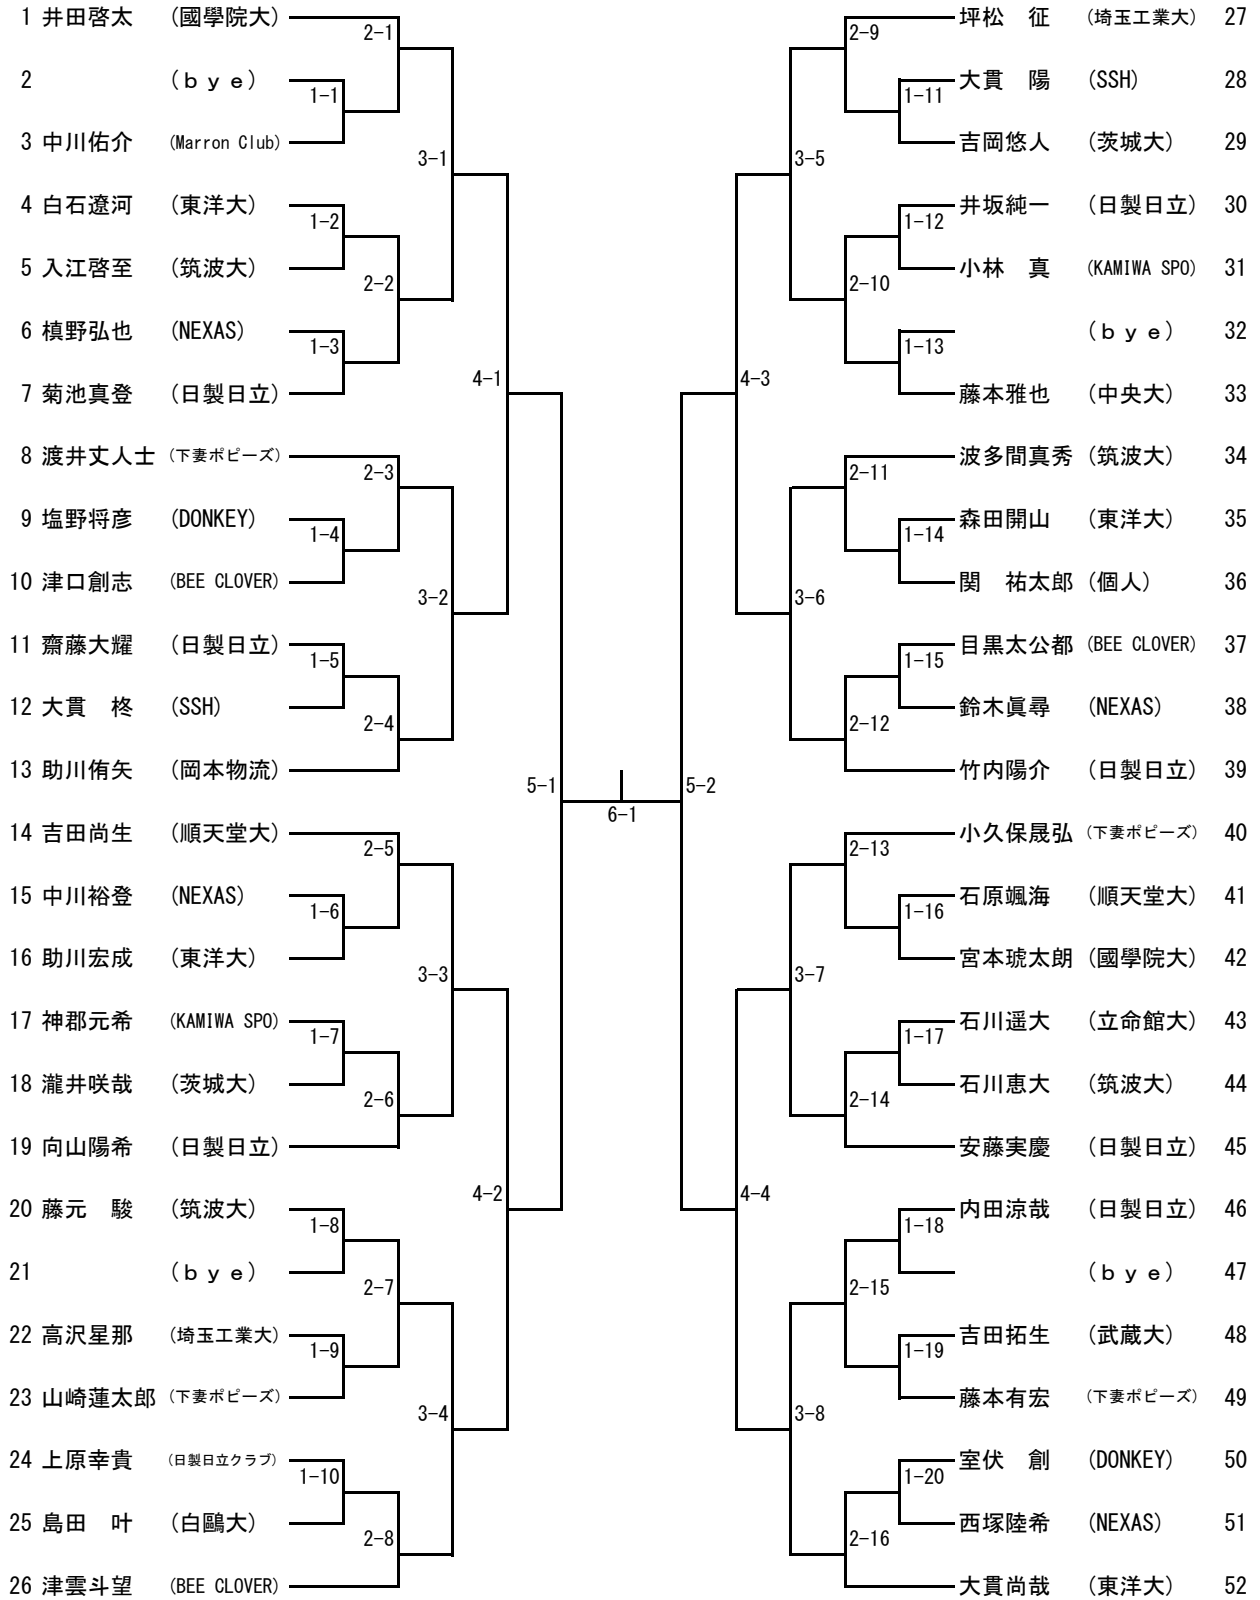 1 井田啓太 (國學院大)
2 (ｂｙｅ)
3 中川佑介 (Marron Club)
4 白石遼河 (東洋大)
5 入江啓至 (筑波大)
6 槙野弘也 (NEXAS)
7 菊池真登 (日製日立)
8 渡井丈人士 (下妻ポピーズ)
9 塩野将彦 (DONKEY)
10 津口創志 (BEE CLOVER)
11 齋藤大耀 (日製日立)
12 大貫　柊 (SSH)
13 助川侑矢 (岡本物流)
14 吉田尚生 (順天堂大)
15 中川裕登 (NEXAS)
16 助川宏成 (東洋大)
17 神郡元希 (KAMIWA SPO)
18 瀧井咲哉 (茨城大)
19 向山陽希 (日製日立)
20 藤元　駿 (筑波大)
21 (ｂｙｅ)
22 高沢星那 (埼玉工業大)
23 山崎蓮太郎 (下妻ポピーズ)
24 上原幸貴 (日製日立クラブ)
25 島田　叶 (白鷗大)
26 津雲斗望 (BEE CLOVER)
1-1
1-2
1-3
1-4
1-5
1-6
1-7
1-8
1-9
1-10
2-1
2-2
2-3
2-4
2-5
2-6
2-7
2-8
3-1
3-2
3-3
3-4
4-1
4-2
5-1
6-1
5-2
4-3
4-4
3-5
3-6
3-7
3-8
2-9
2-10
2-11
2-12
2-13
2-14
2-15
2-16
1-11
1-12
1-13
1-14
1-15
1-16
1-17
1-18
1-19
1-20
坪松　征 (埼玉工業大) 27
大貫　陽 (SSH) 28
吉岡悠人 (茨城大) 29
井坂純一 (日製日立) 30
小林　真 (KAMIWA SPO) 31
(ｂｙｅ) 32
藤本雅也 (中央大) 33
波多間真秀 (筑波大) 34
森田開山 (東洋大) 35
関　祐太郎 (個人) 36
目黒太公都 (BEE CLOVER) 37
鈴木眞尋 (NEXAS) 38
竹内陽介 (日製日立) 39
小久保晟弘 (下妻ポピーズ) 40
石原颯海 (順天堂大) 41
宮本琥太朗 (國學院大) 42
石川遥大 (立命館大) 43
石川恵大 (筑波大) 44
安藤実慶 (日製日立) 45
内田涼哉 (日製日立) 46
(ｂｙｅ) 47
吉田拓生 (武蔵大) 48
藤本有宏 (下妻ポピーズ) 49
室伏　創 (DONKEY) 50
西塚陸希 (NEXAS) 51
大貫尚哉 (東洋大) 52